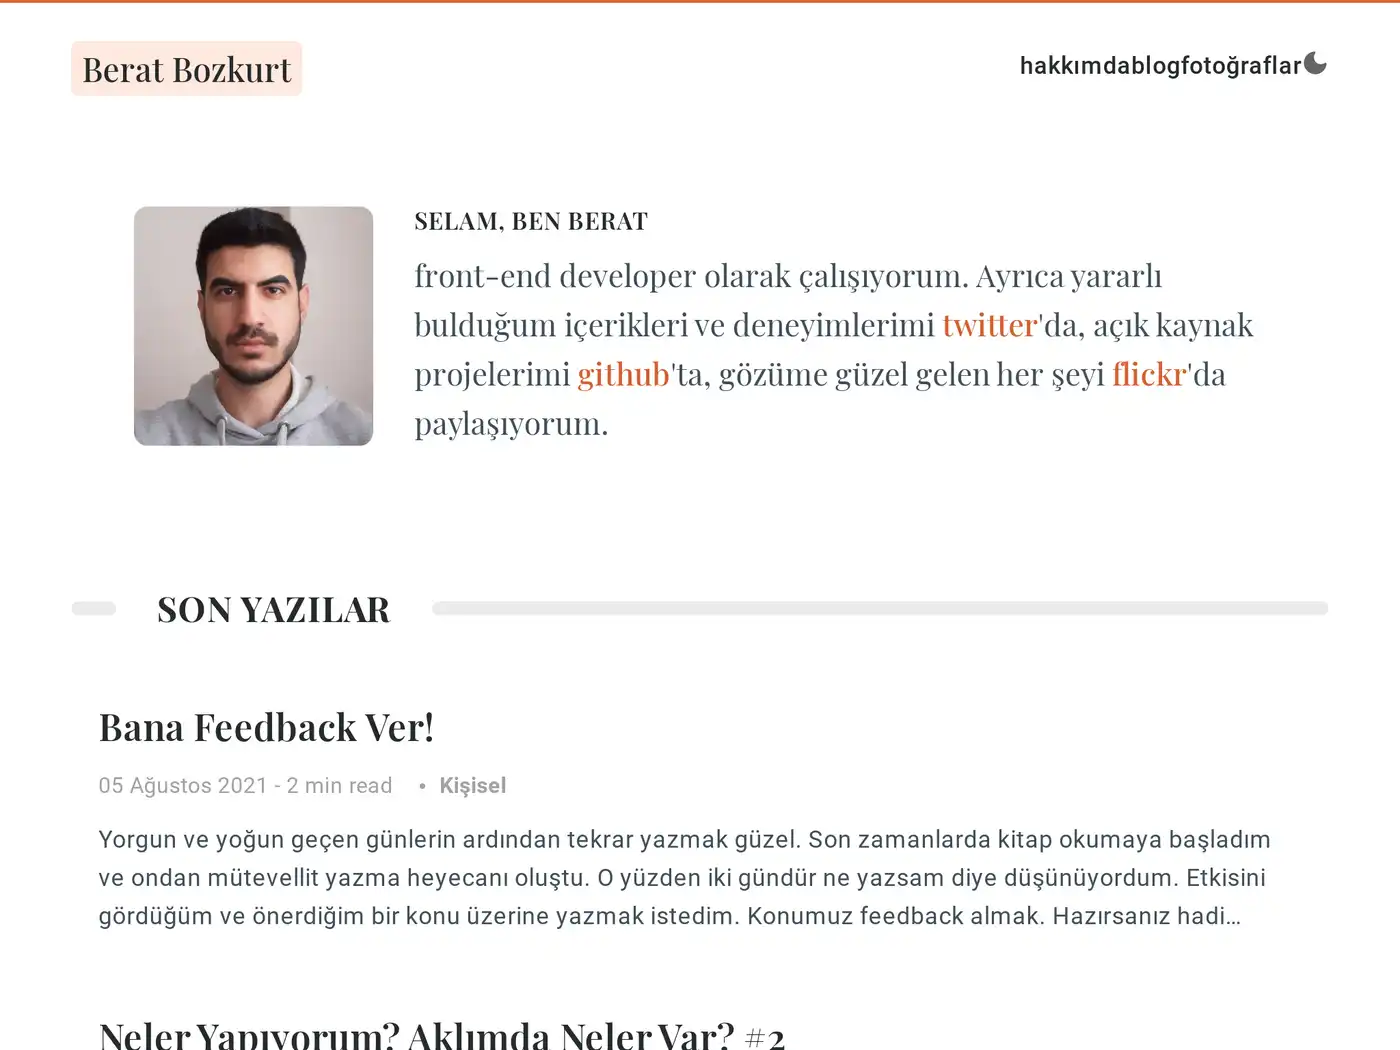 Berat Bozkurt
hakkımdablogfotoğraflar
SELAM, BEN BERAT
front-end developer olarak çalışıyorum. Ayrıca yararlı
bulduğum içerikleri ve deneyimlerimi twitter'da, açık kaynak
projelerimi github'ta, gözüme güzel gelen her şeyi flickr'da
paylaşıyorum.
SON YAZILAR
Bana Feedback Ver!
05 Ağustos 2021 - 2 min read • Kişisel
Yorgun ve yoğun geçen günlerin ardından tekrar yazmak güzel. Son zamanlarda kitap okumaya başladım
ve ondan mütevellit yazma heyecanı oluştu. O yüzden iki gündür ne yazsam diye düşünüyordum. Etkisini
gördüğüm ve önerdiğim bir konu üzerine yazmak istedim. Konumuz feedback almak. Hazırsanız hadi…
Neler Yapıyorum? Aklımda Neler Var? #2